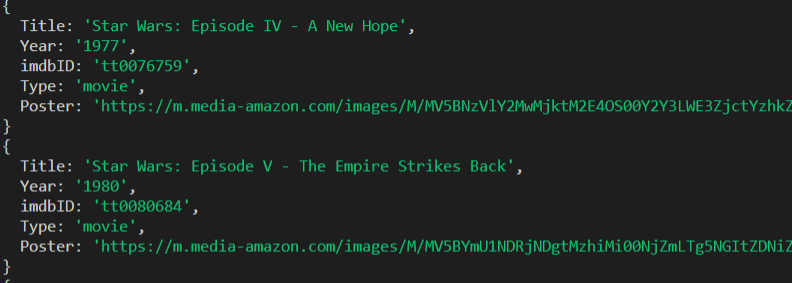 {
  Title: 'Star Wars: Episode IV - A New Hope',
  Year: '1977',
  imdbID: 'tt0076759',
  Type: 'movie',
  Poster: 'https://m.media-amazon.com/images/M/MV5BNzVlY2MwMjktM2E4OS00Y2Y3LWE3ZjctYzhkZ
}
{
  Title: 'Star Wars: Episode V - The Empire Strikes Back',
  Year: '1980',
  imdbID: 'tt0080684',
  Type: 'movie',
  Poster: 'https://m.media-amazon.com/images/M/MV5BYmU1NDRjNDgtMzhiMi00NjZmLTg5NGItZDNiZ
}